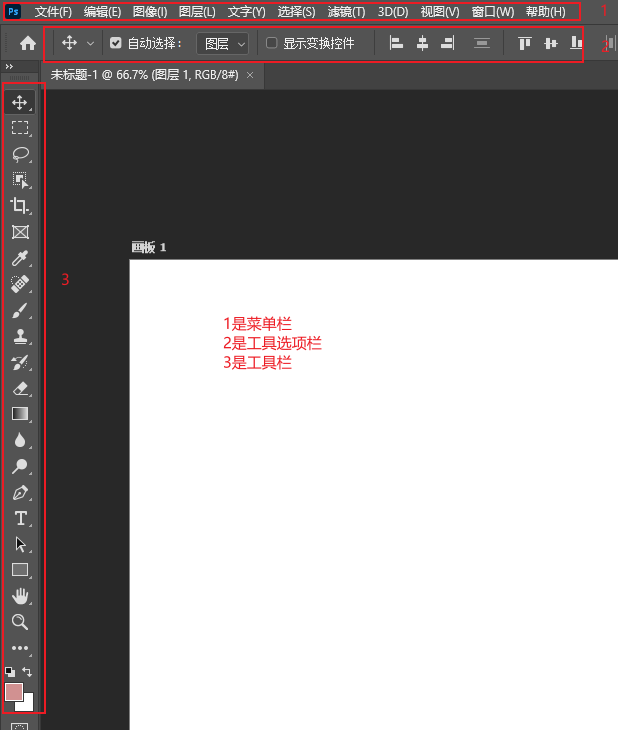 Ps 文件(F) 编辑(E) 图像(I) 图层(L) 文字(Y) 选择(S) 滤镜(T) 3D(D) 视图(V) 窗口(W) 帮助(H) 1
自动选择： 图层 显示变换控件 2
未标题-1 @ 66.7% (图层 1, RGB/8#) ×
画板 1
3
1是菜单栏
2是工具选项栏
3是工具栏